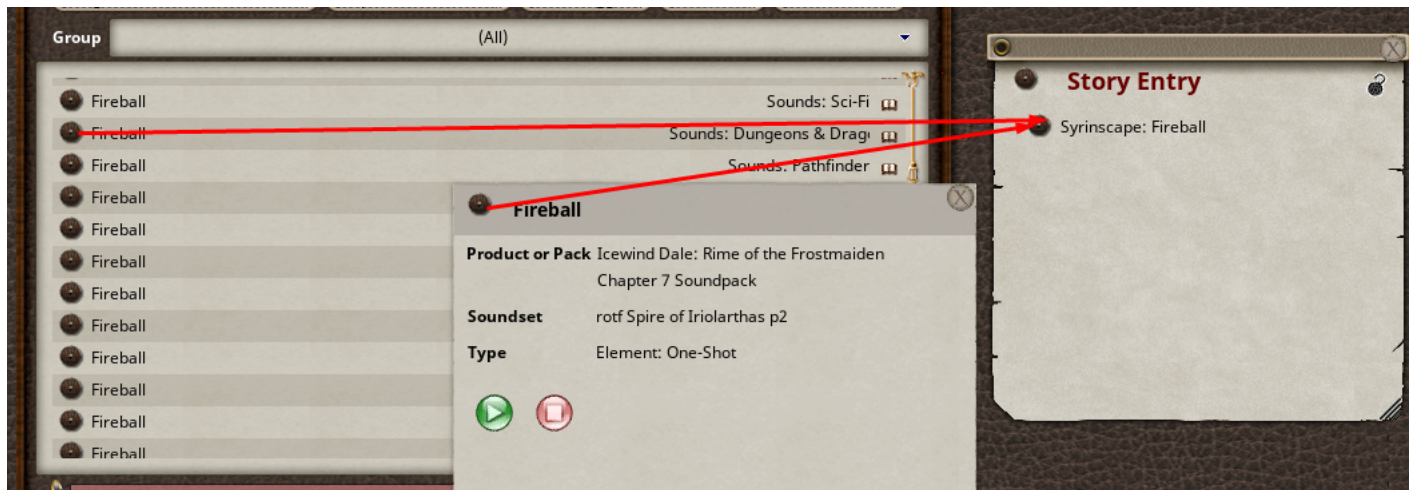 Group (All)
Fireball Sounds: Sci-Fi
Fireball Sounds: Dungeons & Drag
Fireball Sounds: Pathfinder
Fireball
Fireball
Fireball
Fireball
Fireball
Fireball
Fireball
Fireball
Fireball
Fireball
Product or Pack Icewind Dale: Rime of the Frostmaiden
Chapter 7 Soundpack
Soundset rotf Spire of Iriolarthas p2
Type Element: One-Shot
X
X
Story Entry
Syrinscape: Fireball